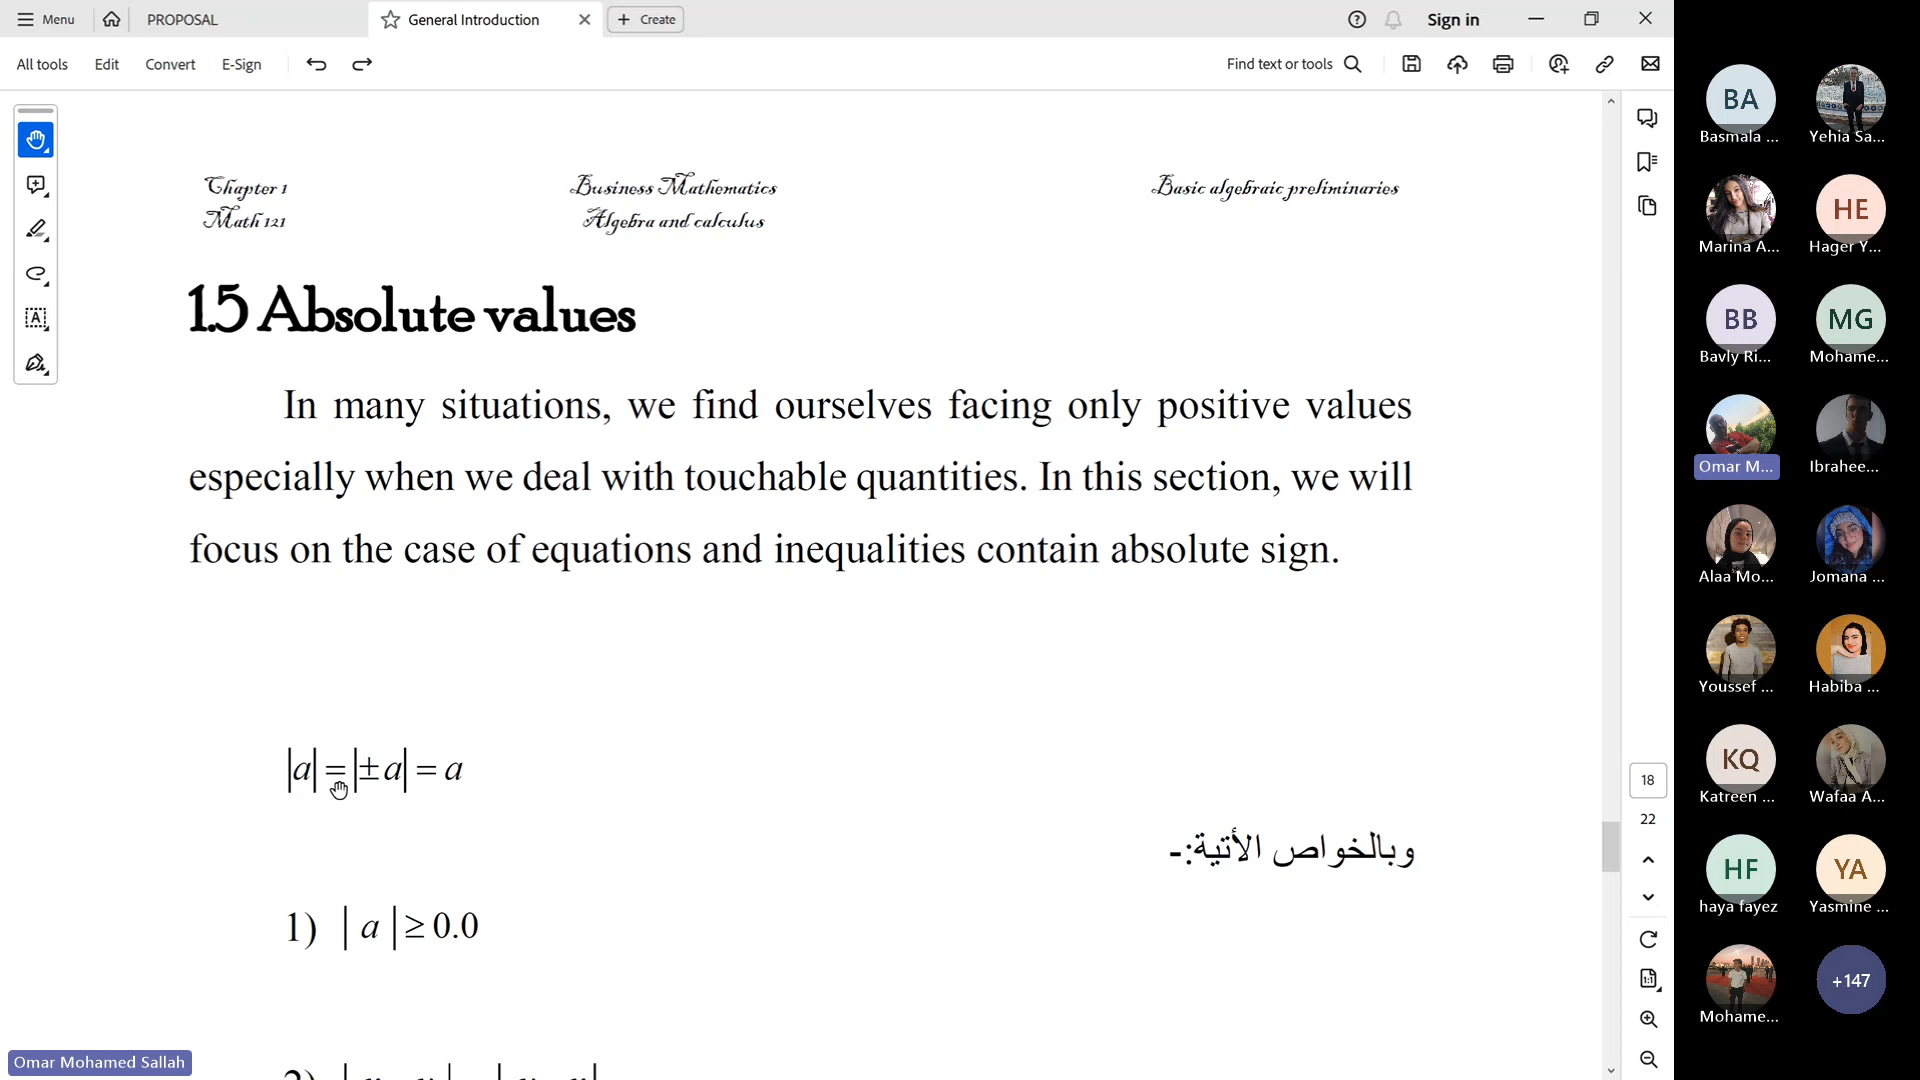 Menu
PROPOSAL
General Introduction
Create
Sign in
All tools
Edit
Convert
E-Sign
Find text or tools
Chapter 1
Business Mathematics
Basic algebraic preliminaries
Math 121
Algebra and calculus
1.5 Absolute values
In many situations, we find ourselves facing only positive values
especially when we deal with touchable quantities. In this section, we will
focus on the case of equations and inequalities contain absolute sign.
|a| = |± a| = a
وبالخواص الأتية:-
1) | a | ≥ 0.0
18
22
Omar Mohamed Sallah
BA
Basmala ...
Yehia Sa...
Marina A...
HE
Hager Y...
BB
Bavly Ri...
MG
Mohame...
Omar M...
Ibrahee...
Alaa Mo...
Jomana ...
Youssef ...
Habiba ...
KQ
Katreen ...
Wafaa A...
HF
haya fayez
YA
Yasmine ...
Mohame...
+147